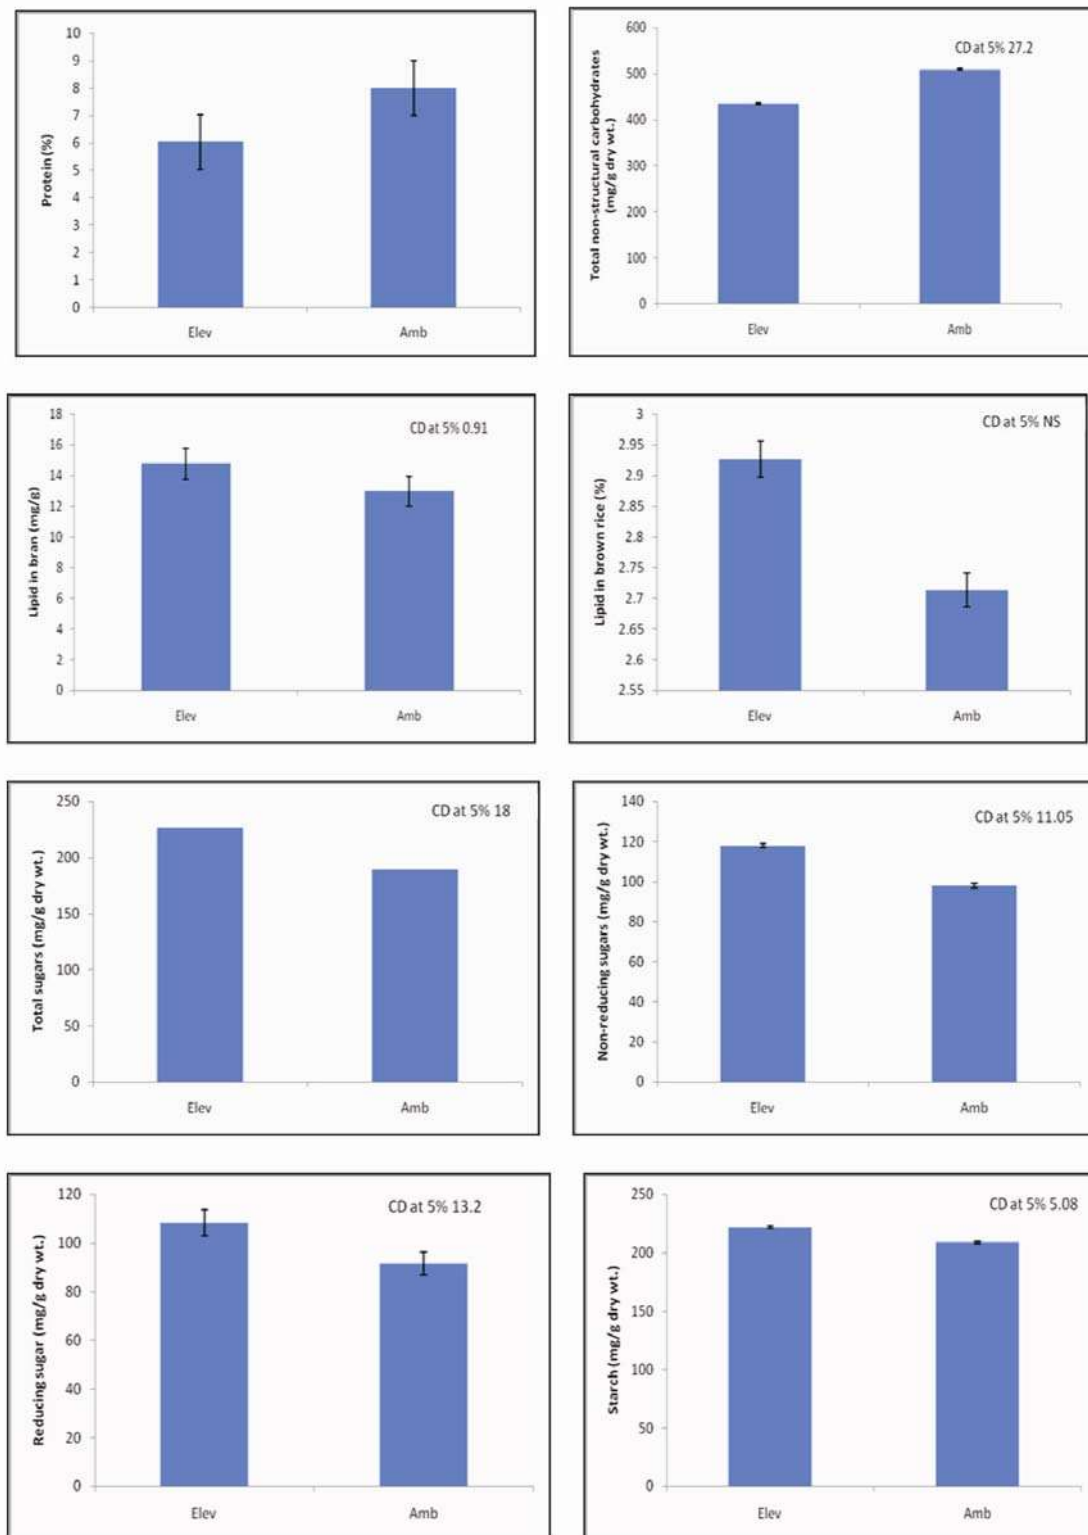 10
9
8
7
6
5
4
3
2
1
0
Protein (%)
Elev Amb
600
500
400
300
200
100
0
Total non-structural carbohydrates
(mg/g dry wt.)
CD at 5% 27.2
Elev Amb
18
16
14
12
10
8
6
4
2
0
Lipid in bran (mg/g)
CD at 5% 0.91
Elev Amb
3
2.95
2.9
2.85
2.8
2.75
2.7
2.65
2.6
2.55
Lipid in brown rice (%)
CD at 5% NS
Elev Amb
250
200
150
100
50
0
Total sugars (mg/g dry wt.)
CD at 5% 18
Elev Amb
140
120
100
80
60
40
20
0
Non-reducing sugars (mg/g dry wt.)
CD at 5% 11.05
Elev Amb
120
100
80
60
40
20
0
Reducing sugar (mg/g dry wt.)
CD at 5% 13.2
Elev Amb
250
200
150
100
50
0
Starch (mg/g dry wt.)
CD at 5% 5.08
Elev Amb